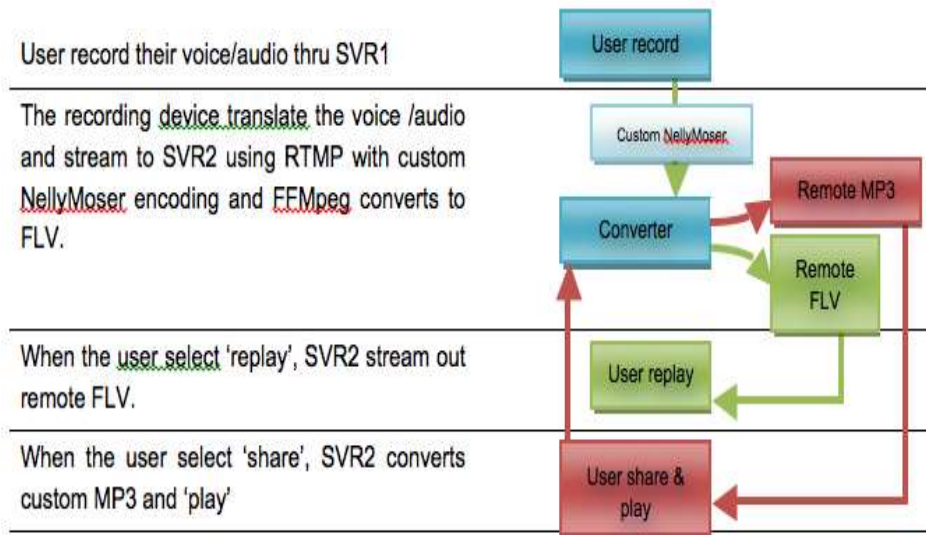 User record their voice/audio thru SVR1
User record
The recording device translate the voice /audio
and stream to SVR2 using RTMP with custom
NellyMoser encoding and FFMpeg converts to
FLV.
Custom NellyMoser
Converter
Remote MP3
Remote
FLV
When the user select ‘replay’, SVR2 stream out
remote FLV.
User replay
When the user select ‘share’, SVR2 converts
custom MP3 and ‘play’
User share &
play